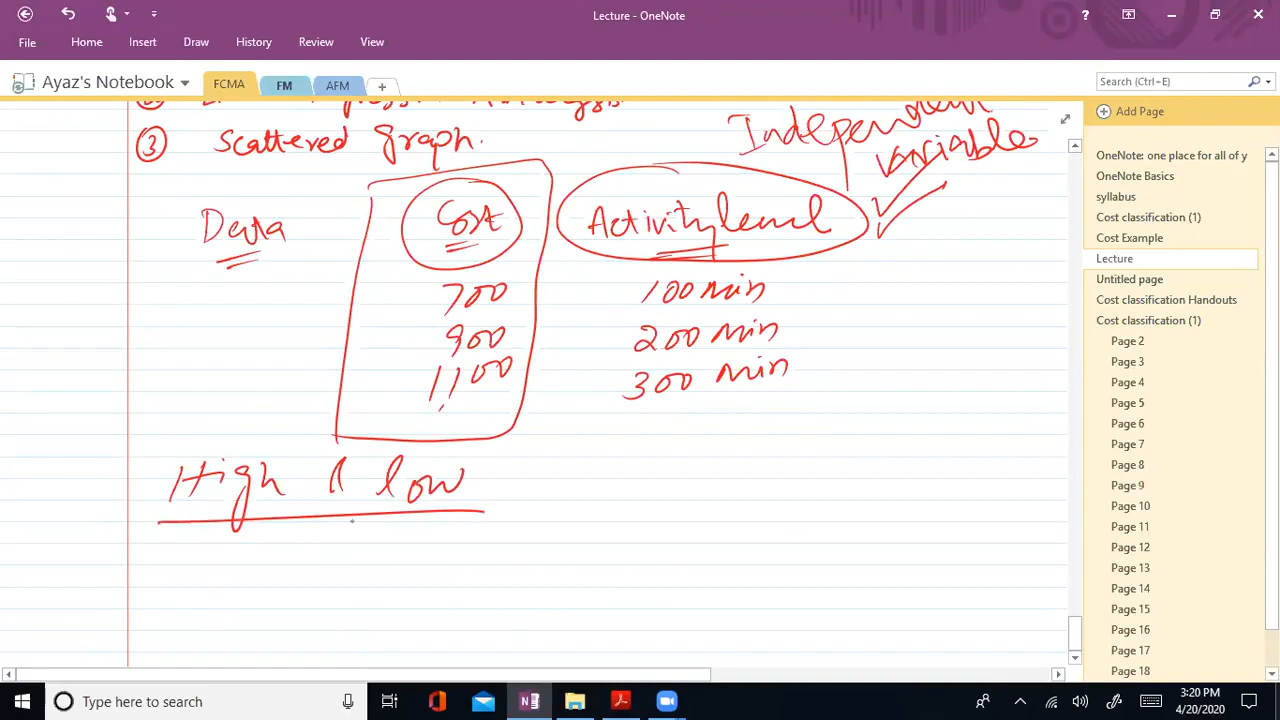 Lecture - OneNote
File Home Insert Draw History Review View
Ayaz's Notebook FCMA FM AFM
Search (Ctrl+E)
Add Page
OneNote: one place for all of y
OneNote Basics
syllabus
Cost classification (1)
Cost Example
Lecture
Untitled page
Cost classification Handouts
Cost classification (1)
Page 2
Page 3
Page 4
Page 5
Page 6
Page 7
Page 8
Page 9
Page 10
Page 11
Page 12
Page 13
Page 14
Page 15
Page 16
Page 17
Page 18
③ Scattered graph.
Independent
variable
Data Cost Activity level
700 100 min
900 200 min
1,100 300 min
High & low
Type here to search
3:20 PM
4/20/2020